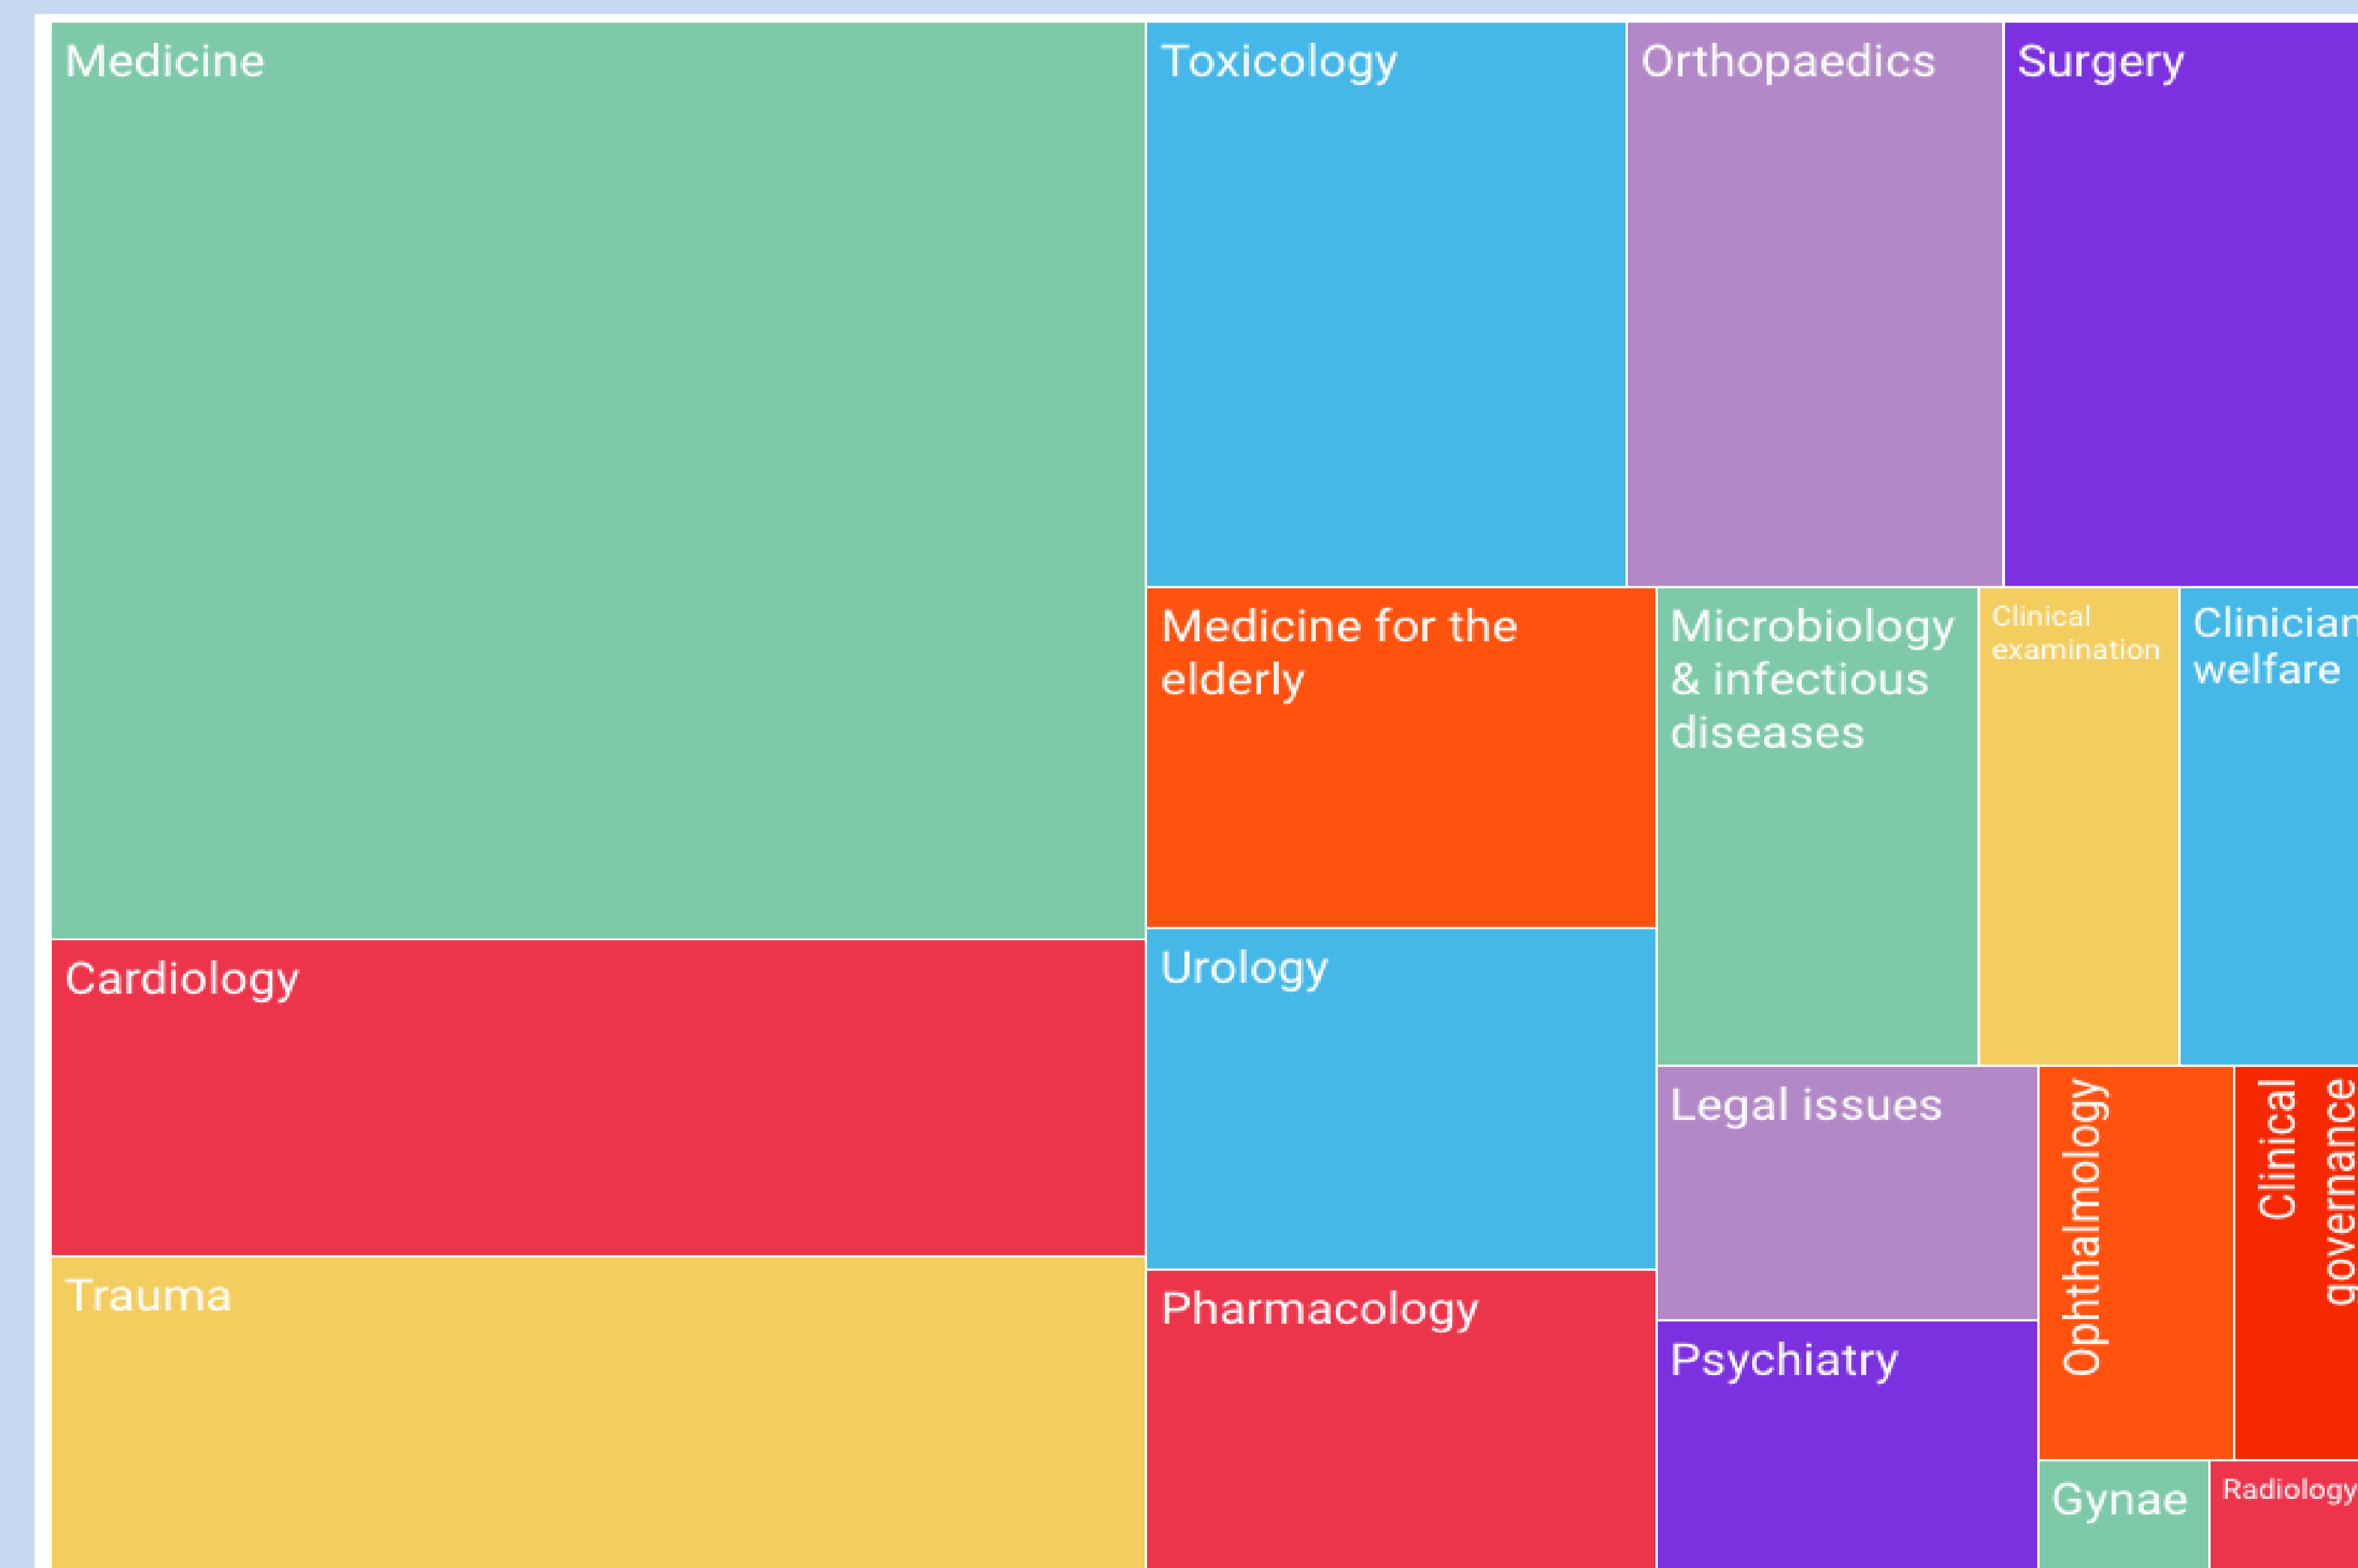 Medicine
Toxicology
Orthopaedics
Surgery
Medicine for the
elderly
Microbiology
& infectious
diseases
Clinical
examination
Clinician
welfare
Cardiology
Urology
Legal issues
Ophthalmology
Clinical
governance
Trauma
Pharmacology
Psychiatry
Gynae
Radiology